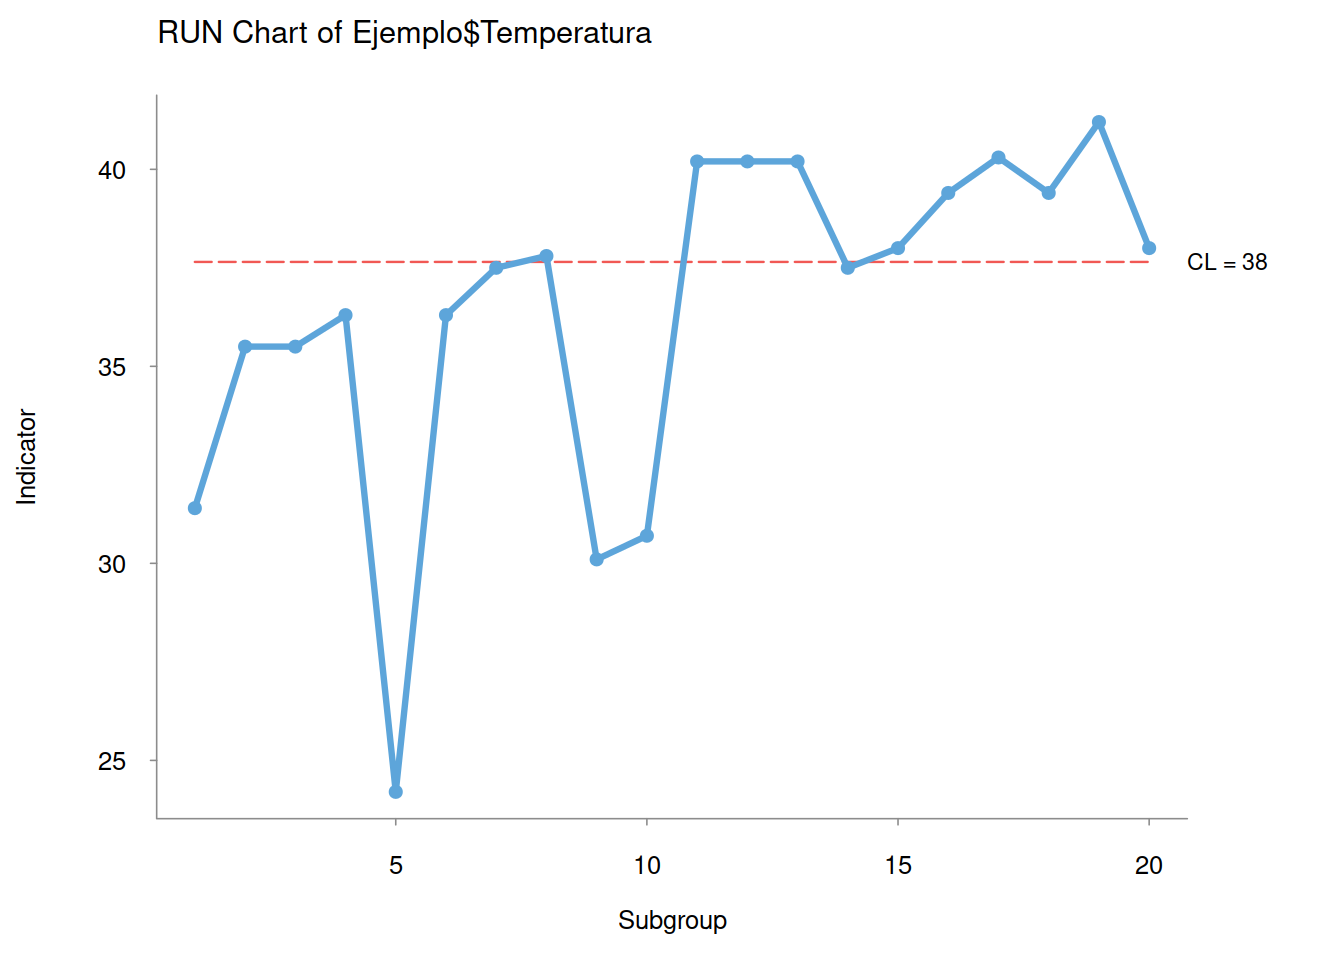 RUN Chart of Ejemplo$Temperatura
40
35
30
25
Indicator
CL = 38
5 10 15 20
Subgroup